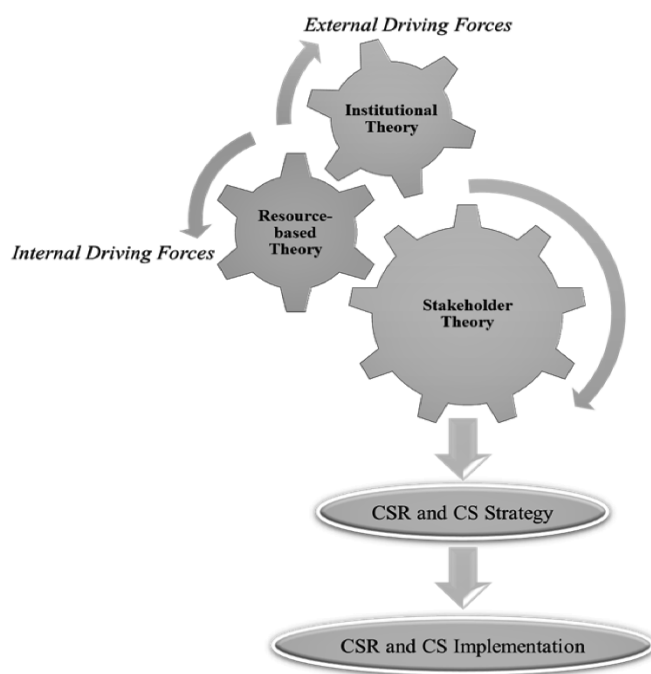 External Driving Forces
Institutional
Theory
Resource-
based
Theory
Internal Driving Forces
Stakeholder
Theory
CSR and CS Strategy
CSR and CS Implementation